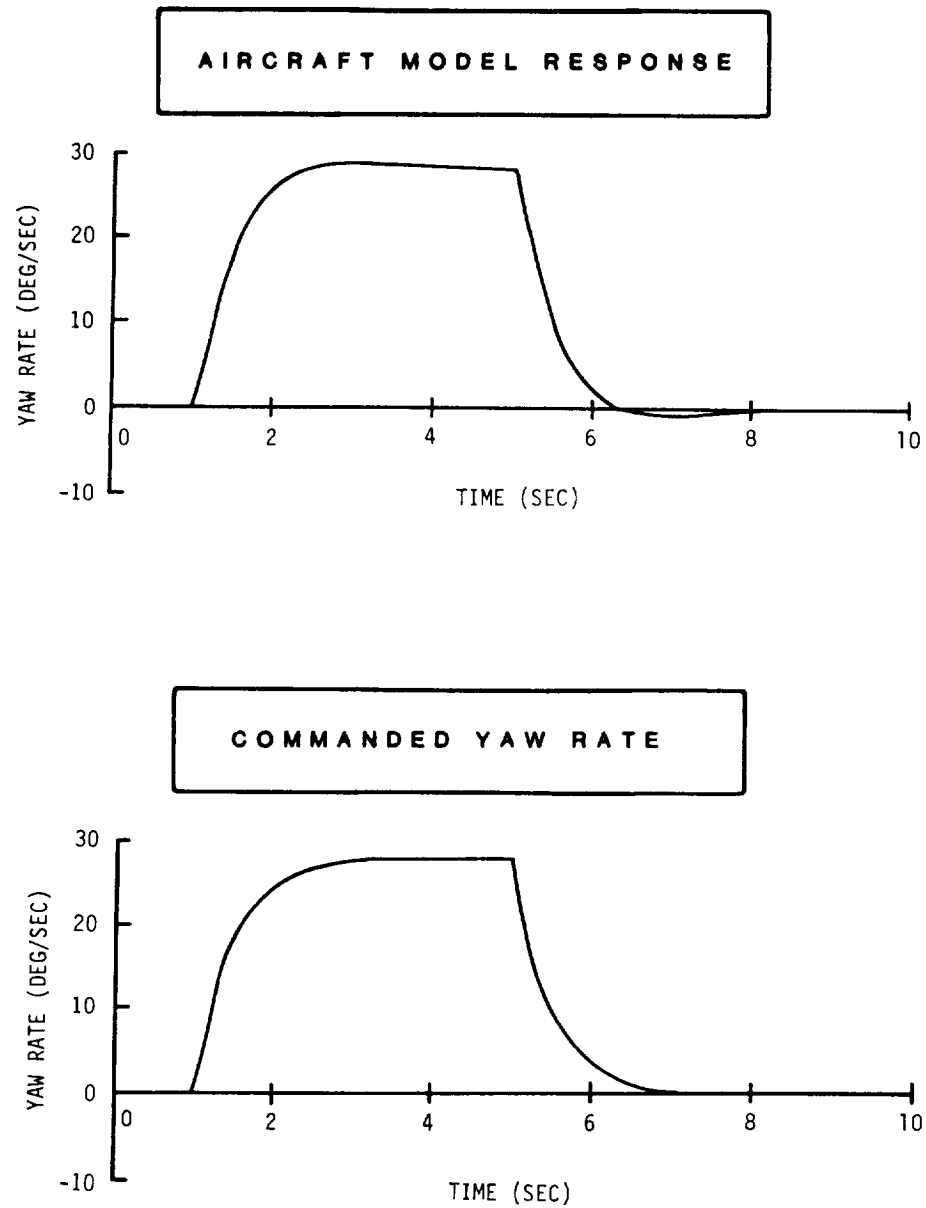 AIRCRAFT MODEL RESPONSE
30
20
10
0
-10
YAW RATE (DEG/SEC)
0 2 4 6 8 10
TIME (SEC)
COMMANDED YAW RATE
30
20
10
0
-10
YAW RATE (DEG/SEC)
0 2 4 6 8 10
TIME (SEC)